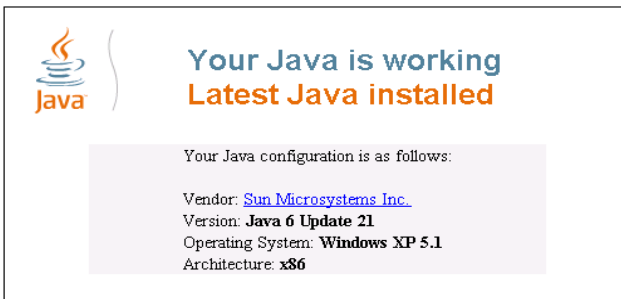 Java
Your Java is working
Latest Java installed
Your Java configuration is as follows:
Vendor: Sun Microsystems Inc.
Version: Java 6 Update 21
Operating System: Windows XP 5.1
Architecture: x86